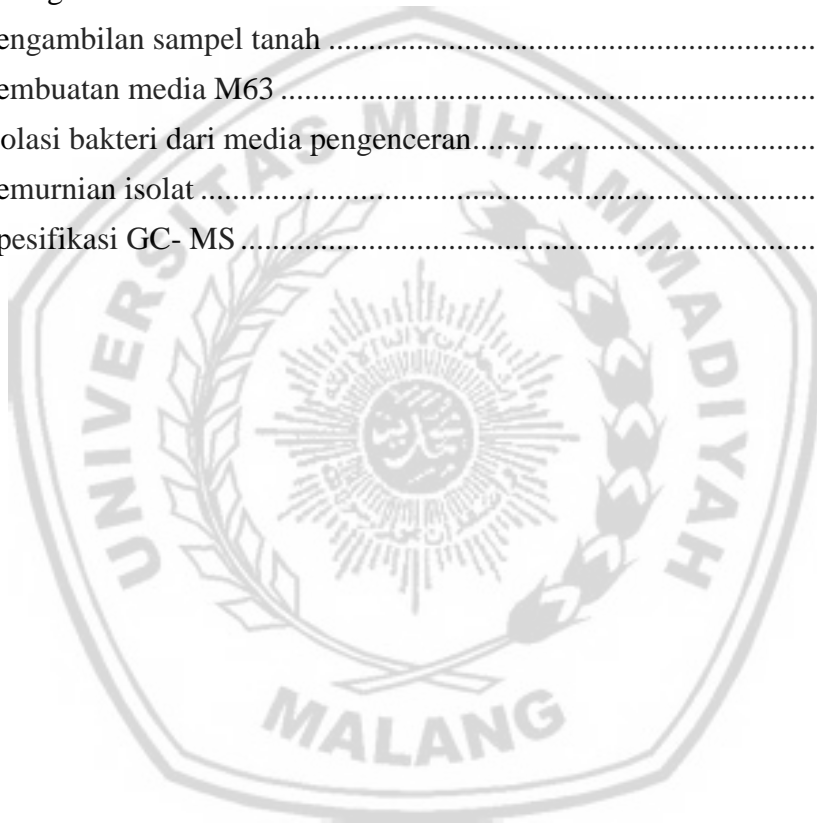 engambilan sampel tanah .............................................................
embuatan media M63 ...................................................................
olasi bakteri dari media pengenceran...........................................
emurnian isolat .............................................................................
pesifikasi GC- MS ........................................................................
UNIVERSITAS MUHAMMADIYAH
MALANG